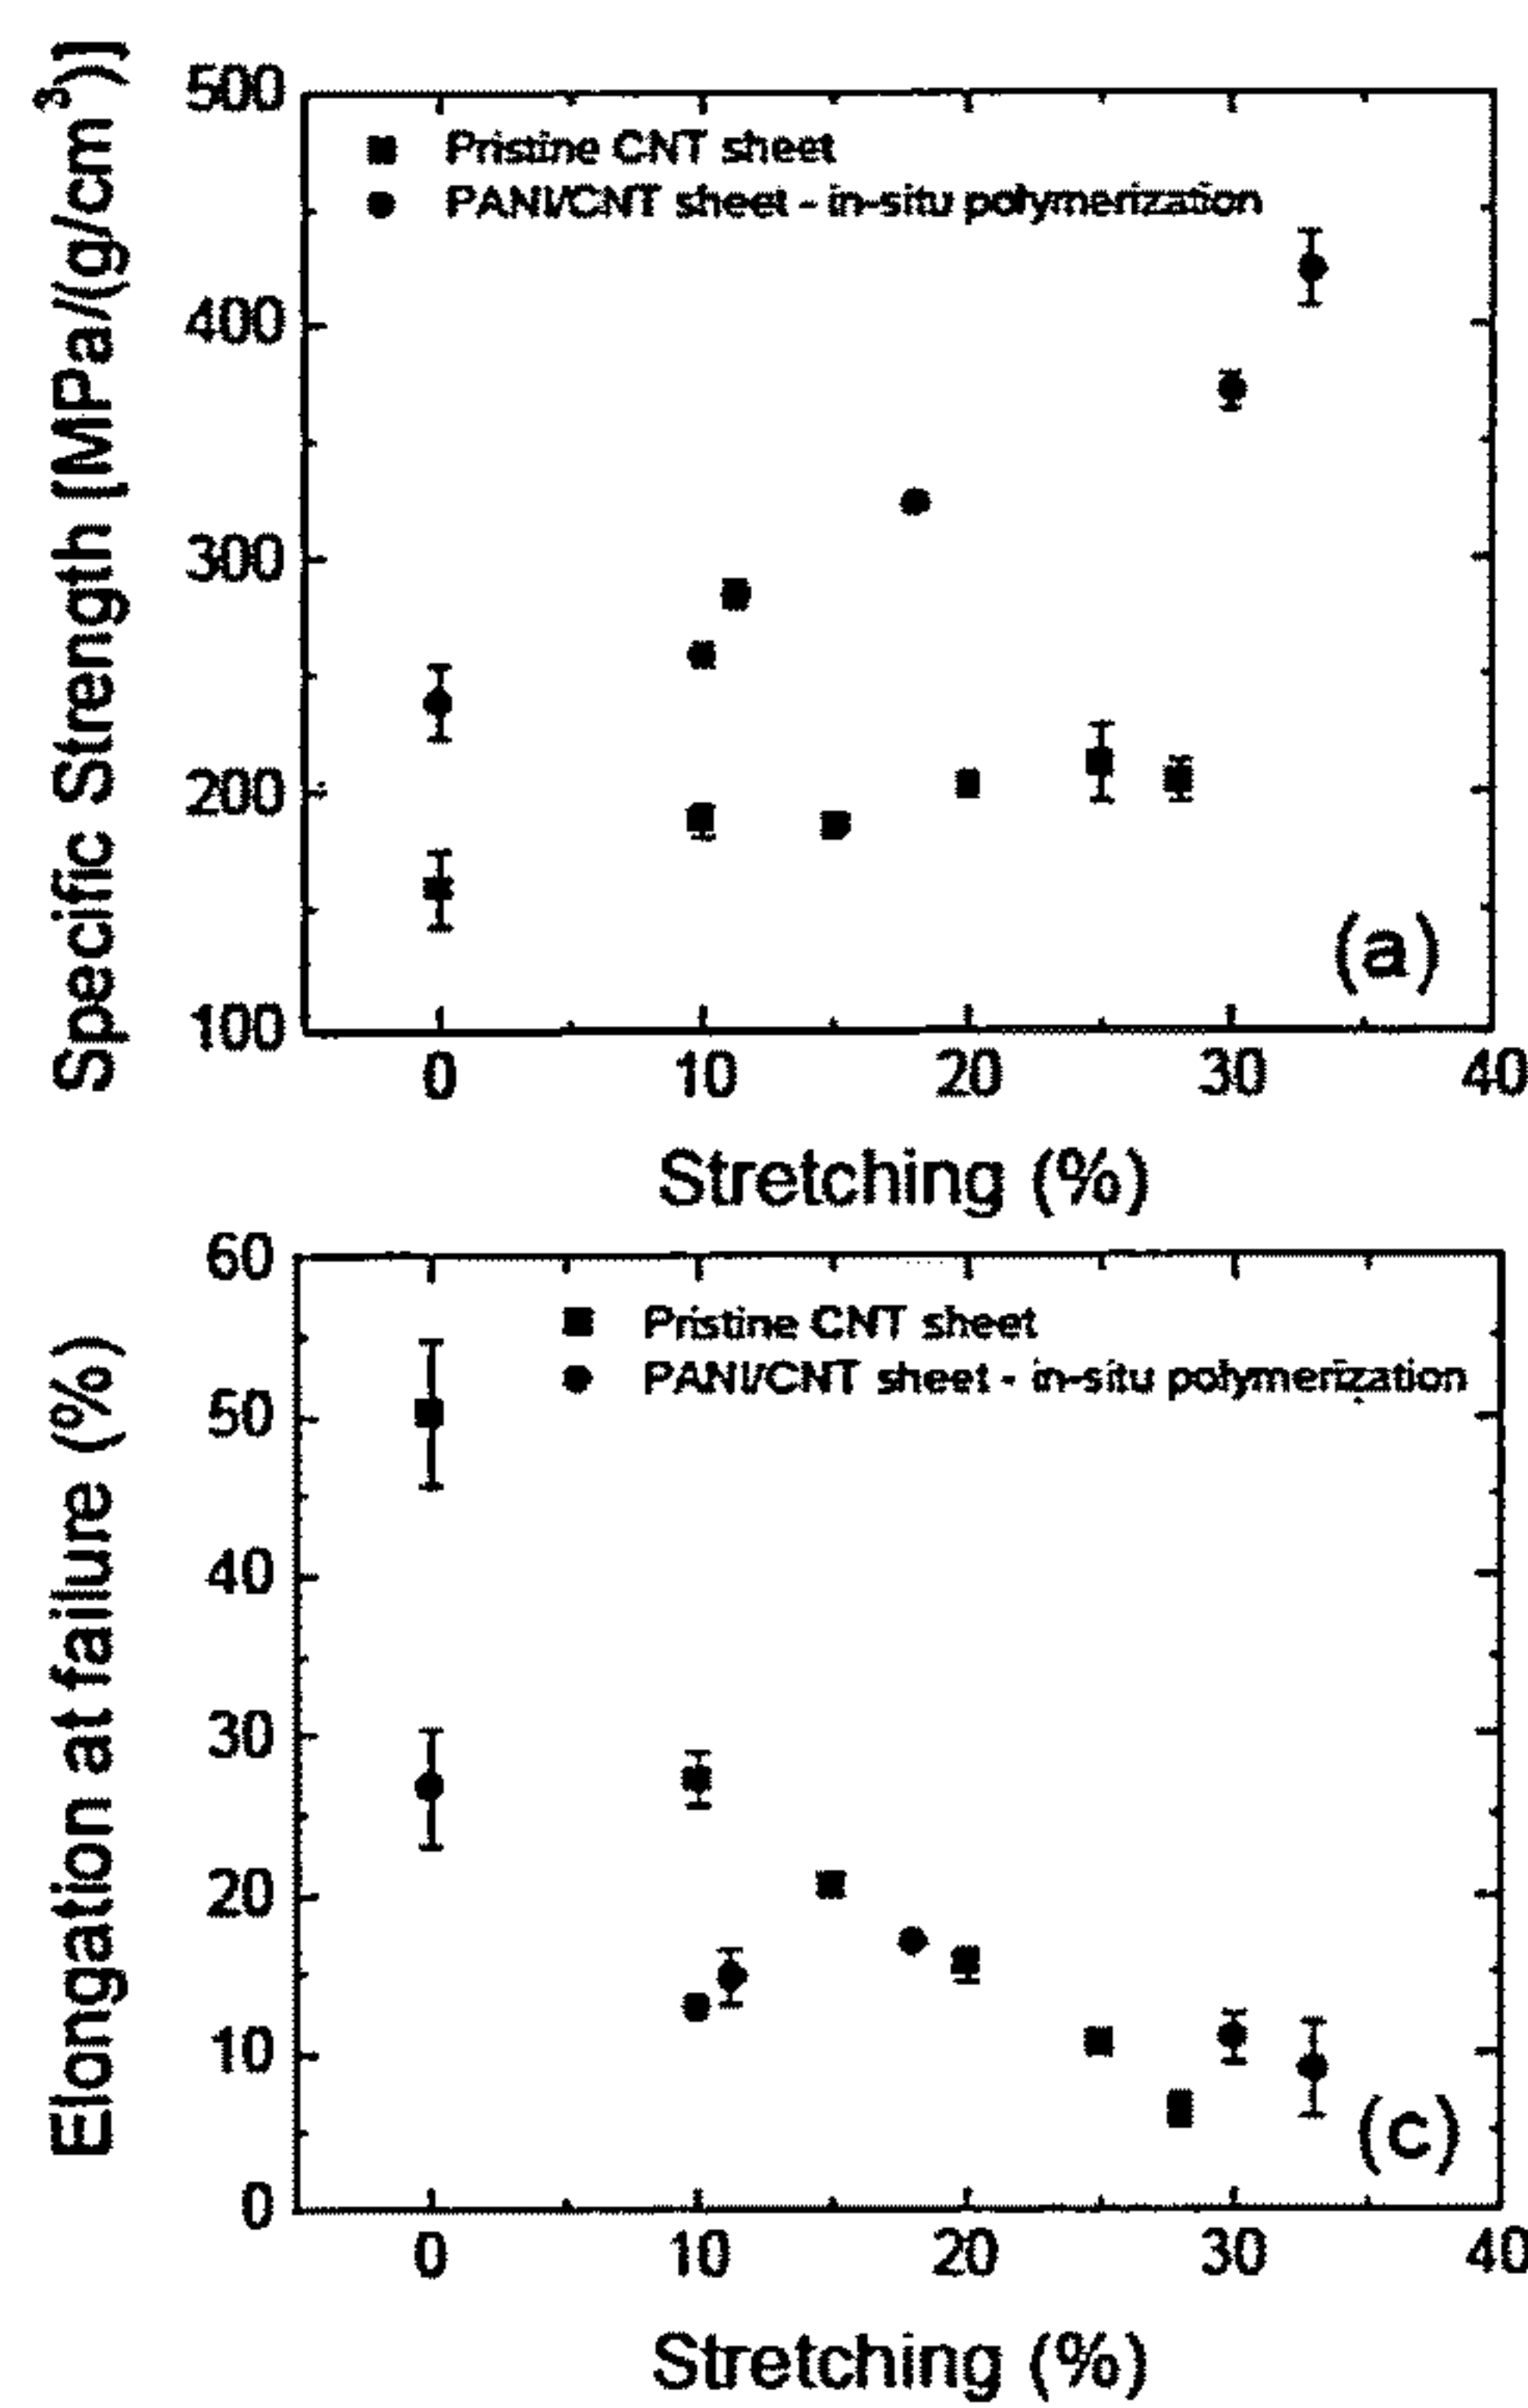 Specific Strength [MPa/(g/cm³)]
500
400
300
200
100
Pristine CNT sheet
PANI/CNT sheet - in-situ polymerization
(a)
0 10 20 30 40
Stretching (%)
Elongation at failure (%)
60
50
40
30
20
10
0
Pristine CNT sheet
PANI/CNT sheet - in-situ polymerization
(c)
0 10 20 30 40
Stretching (%)